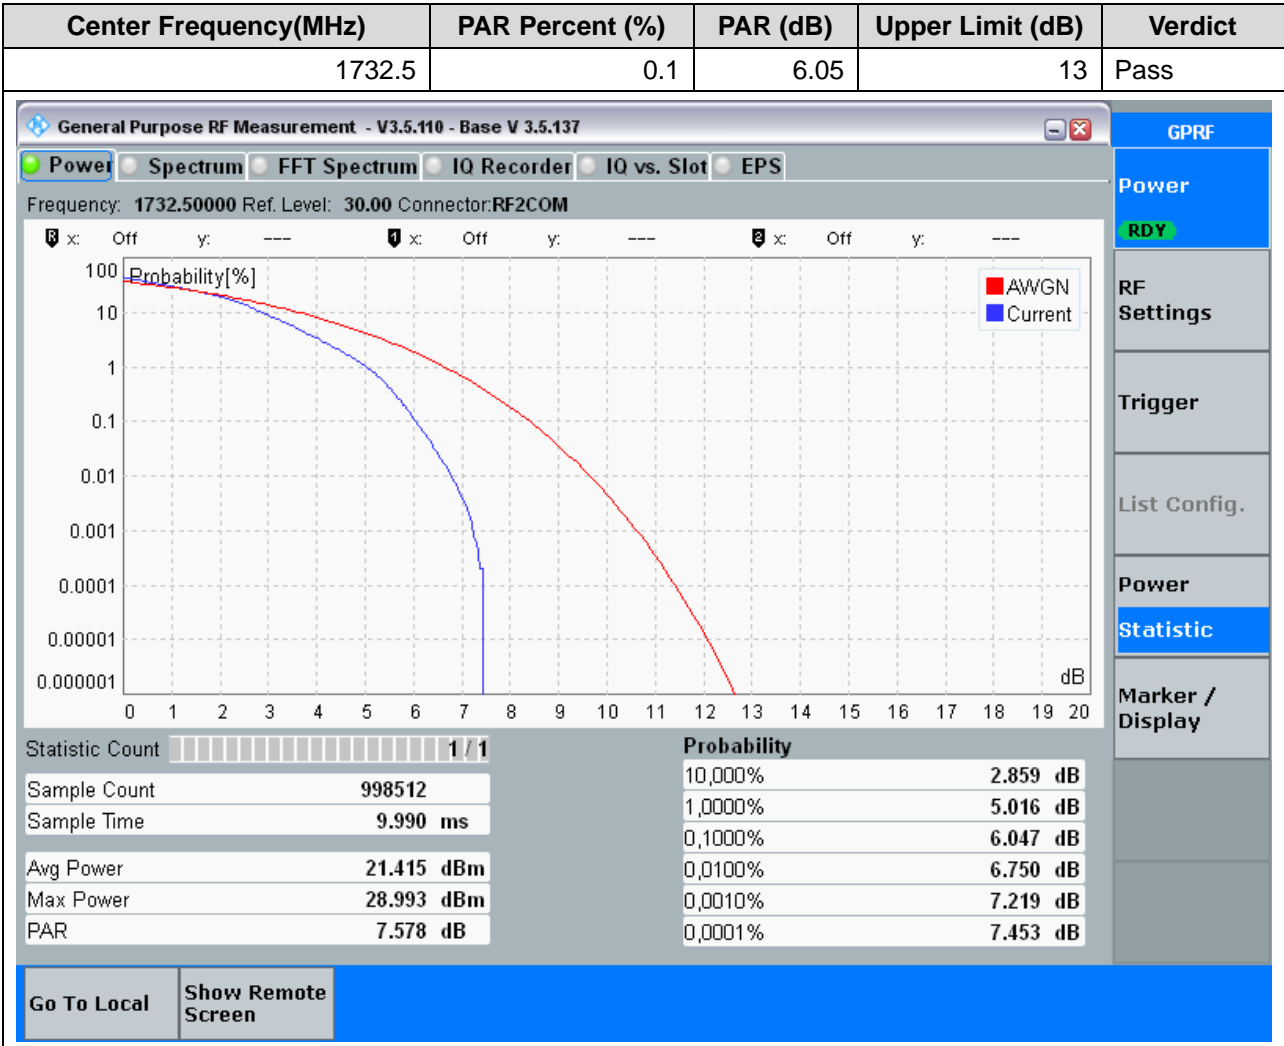 Center Frequency(MHz) PAR Percent (%) PAR (dB) Upper Limit (dB) Verdict
1732.5 0.1 6.05 13 Pass
General Purpose RF Measurement - V3.5.110 - Base V 3.5.137
GPRF
Power Spectrum FFT Spectrum IQ Recorder IQ vs. Slot EPS
Frequency: 1732.50000 Ref. Level: 30.00 Connector:RF2COM
R x: Off y: --- 1 x: Off y: --- 2 x: Off y: ---
Probability[%]
AWGN
Current
100
10
1
0.1
0.01
0.001
0.0001
0.00001
0.000001
dB
0 1 2 3 4 5 6 7 8 9 10 11 12 13 14 15 16 17 18 19 20
Statistic Count 1 / 1
Sample Count 998512
Sample Time 9.990 ms
Avg Power 21.415 dBm
Max Power 28.993 dBm
PAR 7.578 dB
Probability
10,000% 2.859 dB
1,0000% 5.016 dB
0,1000% 6.047 dB
0,0100% 6.750 dB
0,0010% 7.219 dB
0,0001% 7.453 dB
Power
RDY
RF
Settings
Trigger
List Config.
Power
Statistic
Marker /
Display
Go To Local
Show Remote
Screen